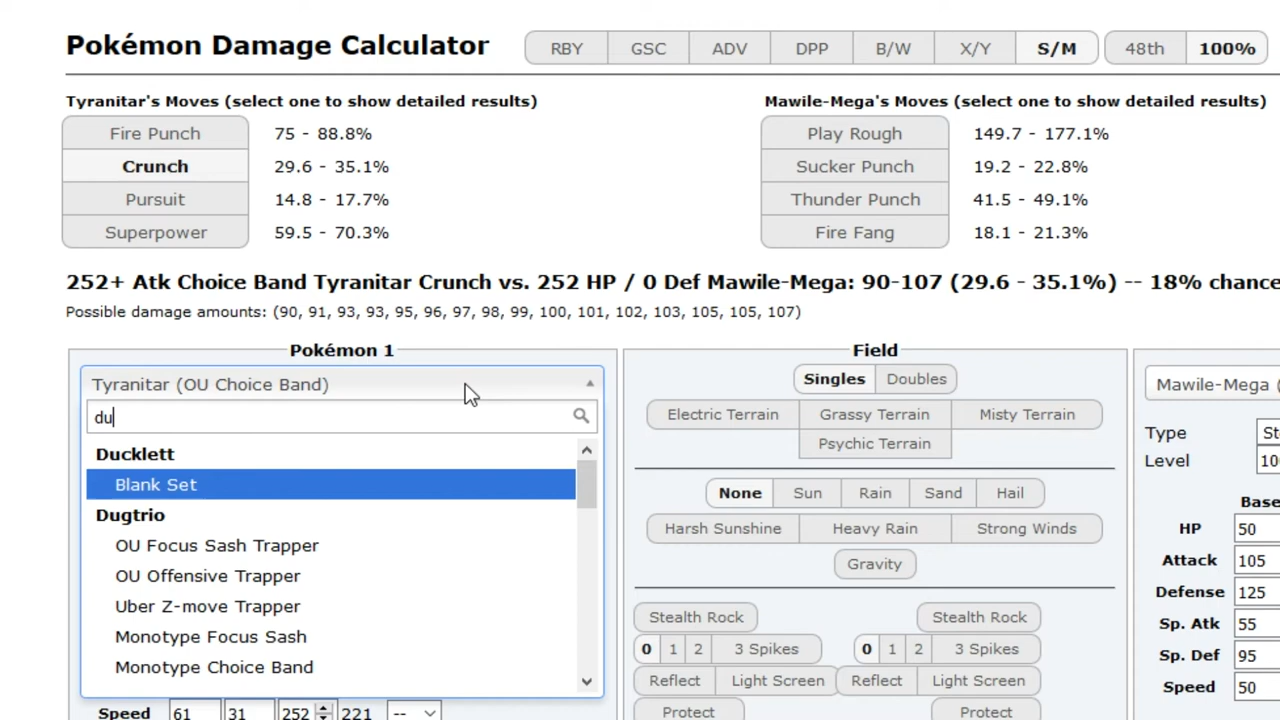 Pokémon Damage Calculator RBY GSC ADV DPP B/W X/Y S/M 48th 100%
Tyranitar's Moves (select one to show detailed results) Mawile-Mega's Moves (select one to show detailed results)
Fire Punch 75 - 88.8% Play Rough 149.7 - 177.1%
Crunch 29.6 - 35.1% Sucker Punch 19.2 - 22.8%
Pursuit 14.8 - 17.7% Thunder Punch 41.5 - 49.1%
Superpower 59.5 - 70.3% Fire Fang 18.1 - 21.3%
252+ Atk Choice Band Tyranitar Crunch vs. 252 HP / 0 Def Mawile-Mega: 90-107 (29.6 - 35.1%) -- 18% chance
Possible damage amounts: (90, 91, 93, 93, 95, 96, 97, 98, 99, 100, 101, 102, 103, 105, 105, 107)
Pokémon 1
Tyranitar (OU Choice Band)
du
Ducklett
Blank Set
Dugtrio
OU Focus Sash Trapper
OU Offensive Trapper
Uber Z-move Trapper
Monotype Focus Sash
Monotype Choice Band
Speed 61 31 252 221 --
Field
Singles Doubles
Electric Terrain Grassy Terrain Misty Terrain
Psychic Terrain
None Sun Rain Sand Hail
Harsh Sunshine Heavy Rain Strong Winds
Gravity
Stealth Rock Stealth Rock
0 1 2 3 Spikes 0 1 2 3 Spikes
Reflect Light Screen Reflect Light Screen
Protect Protect
Mawile-Mega (
Type St
Level 10
Base
HP 50
Attack 105
Defense 125
Sp. Atk 55
Sp. Def 95
Speed 50